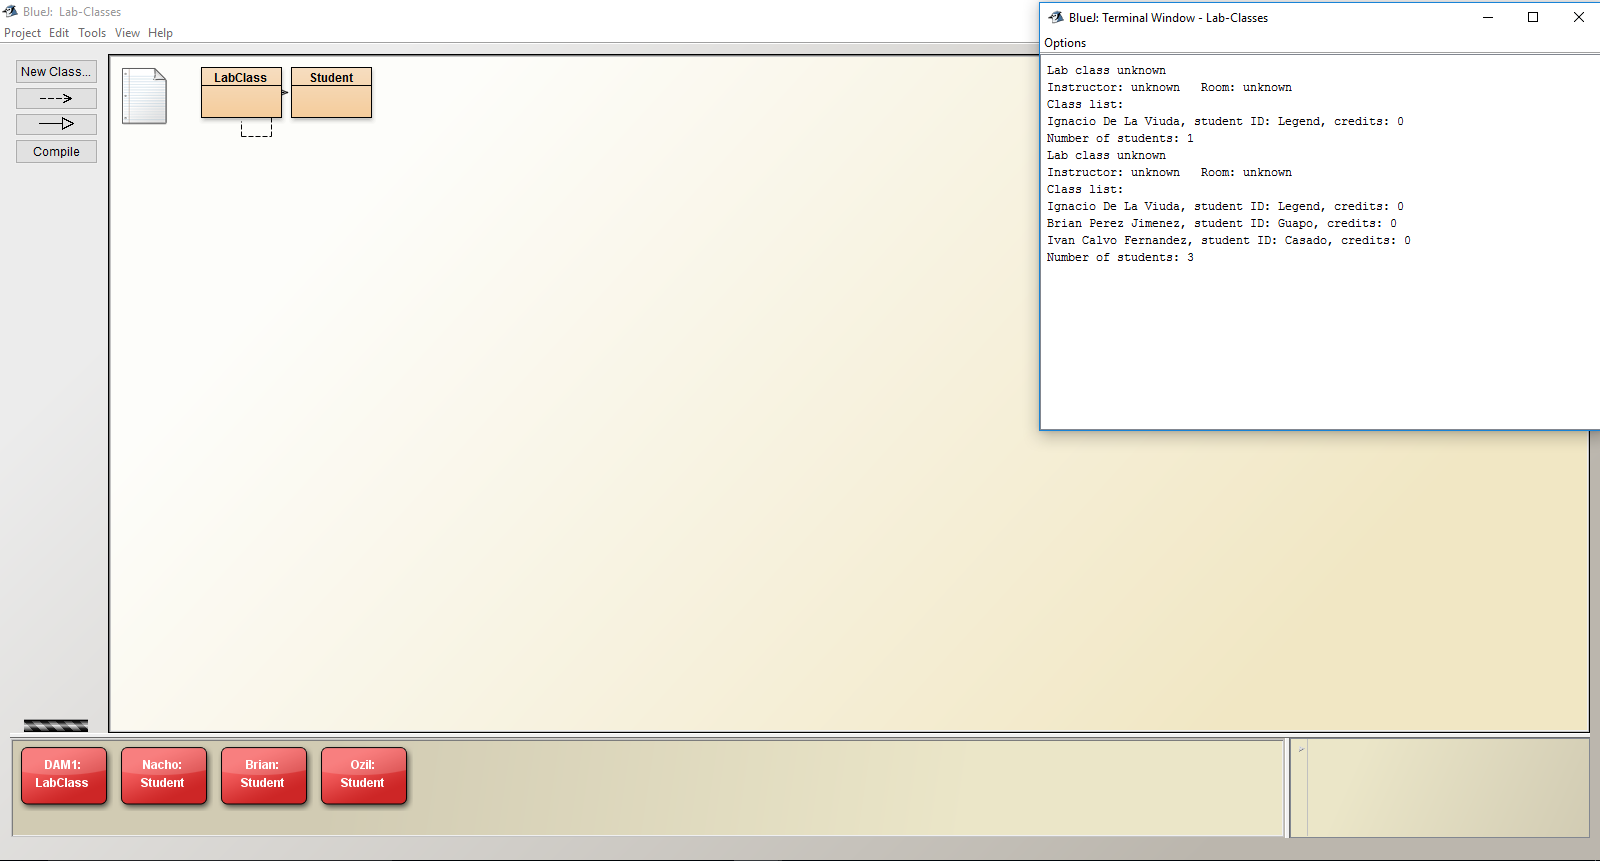 BlueJ: Lab-Classes
Project Edit Tools View Help
New Class...
Compile
LabClass
Student
BlueJ: Terminal Window - Lab-Classes
Options
Lab class unknown
Instructor: unknown   Room: unknown
Class list:
Ignacio De La Viuda, student ID: Legend, credits: 0
Number of students: 1
Lab class unknown
Instructor: unknown   Room: unknown
Class list:
Ignacio De La Viuda, student ID: Legend, credits: 0
Brian Perez Jimenez, student ID: Guapo, credits: 0
Ivan Calvo Fernandez, student ID: Casado, credits: 0
Number of students: 3
DAM1:
LabClass
Nacho:
Student
Brian:
Student
Ozil:
Student